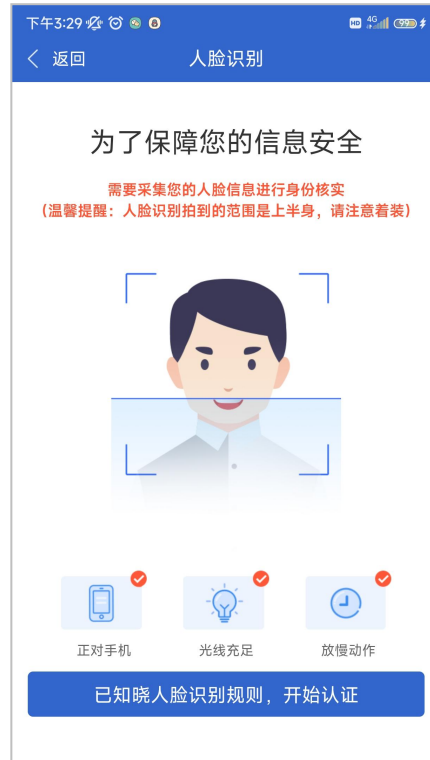 下午3:29
HD 4G 99
返回 人脸识别
为了保障您的信息安全
需要采集您的人脸信息进行身份核实
(温馨提醒：人脸识别拍到的范围是上半身，请注意着装)
正对手机 光线充足 放慢动作
已知晓人脸识别规则，开始认证